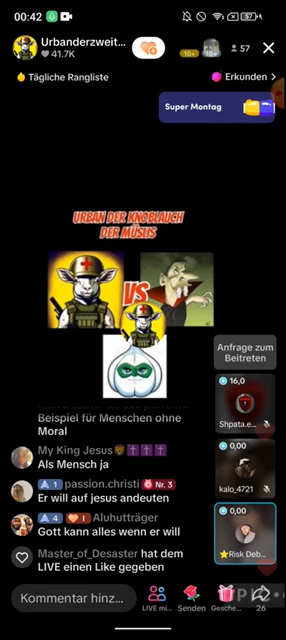 00:42
57
Urbanderzweit...
41.7K
10+
10+
57
Tägliche Rangliste
Erkunden >
Super Montag
URBAN DER KNOBLAUCH
DER MÜSLIS
VS
Anfrage zum
Beitreten
16,0
Shpata.e...
0,00
kalo_4721
0,00
Risk Deb...
Beispiel für Menschen ohne
Moral
My King Jesus
Als Mensch ja
1 passion.christi Nr. 3
Er will auf jesus andeuten
4 I Aluhutträger
Gott kann alles wenn er will
Master_of_Desaster hat dem
LIVE einen Like gegeben
Kommentar hinz...
LIVE mi...
Senden
Gesche...
26